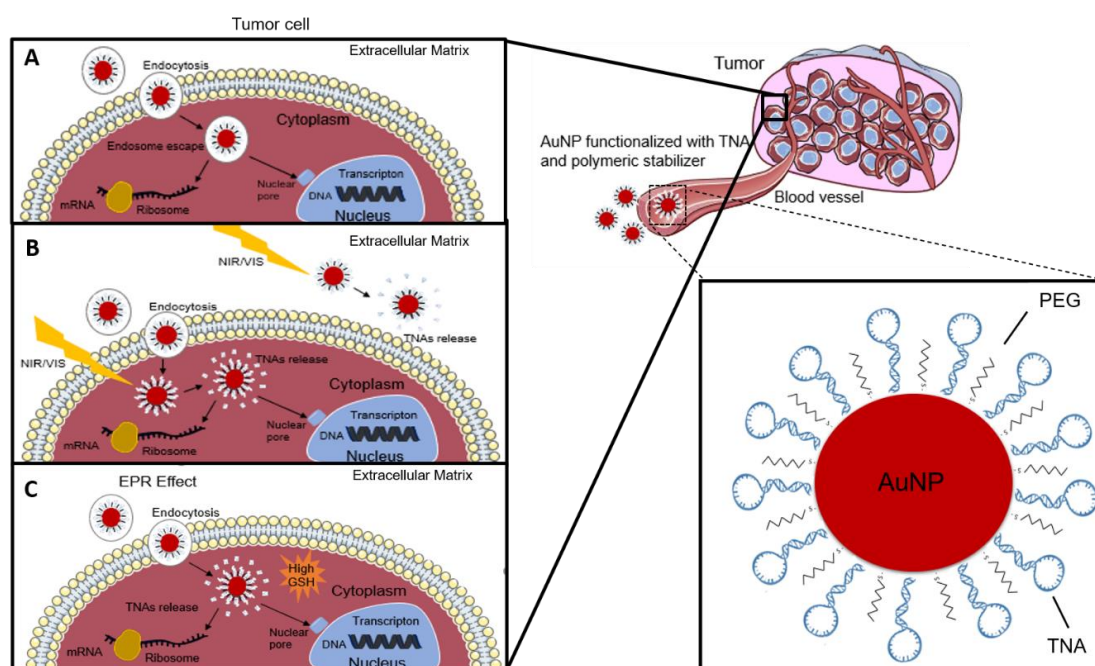 Tumor cell
A
Extracellular Matrix
Endocytosis
Cytoplasm
Endosome escape
Nuclear
pore
Transcripton
DNA
Nucleus
mRNA
Ribosome
B
Extracellular Matrix
NIR/VIS
Endocytosis
TNAs release
NIR/VIS
TNAs release
Cytoplasm
Nuclear
pore
Transcripton
DNA
Nucleus
mRNA
Ribosome
C
EPR Effect
Extracellular Matrix
Endocytosis
High
GSH
Cytoplasm
TNAs release
Nuclear
pore
Transcripton
DNA
Nucleus
mRNA
Ribosome
Tumor
AuNP functionalized with TNA
and polymeric stabilizer
Blood vessel
PEG
AuNP
S
S
S
S
S
S
S
S
S
S
S
S
TNA